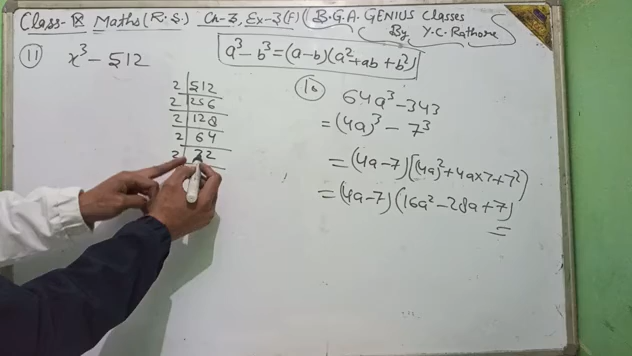 Class-IX Maths (R.S.) Ch-3, Ex-3(F) (B.G.A. GENIUS Classes
By Y.C. Rathore
a³-b³=(a-b)(a²+ab+b²)
(11) x³-512
2 | 512
2 | 256
2 | 128
2 | 64
2 | 32
(10) 64a³-343
=(4a)³-7³
=(4a-7)[(4a)²+4a×7+7²)
=(4a-7)(16a²-28a+7)